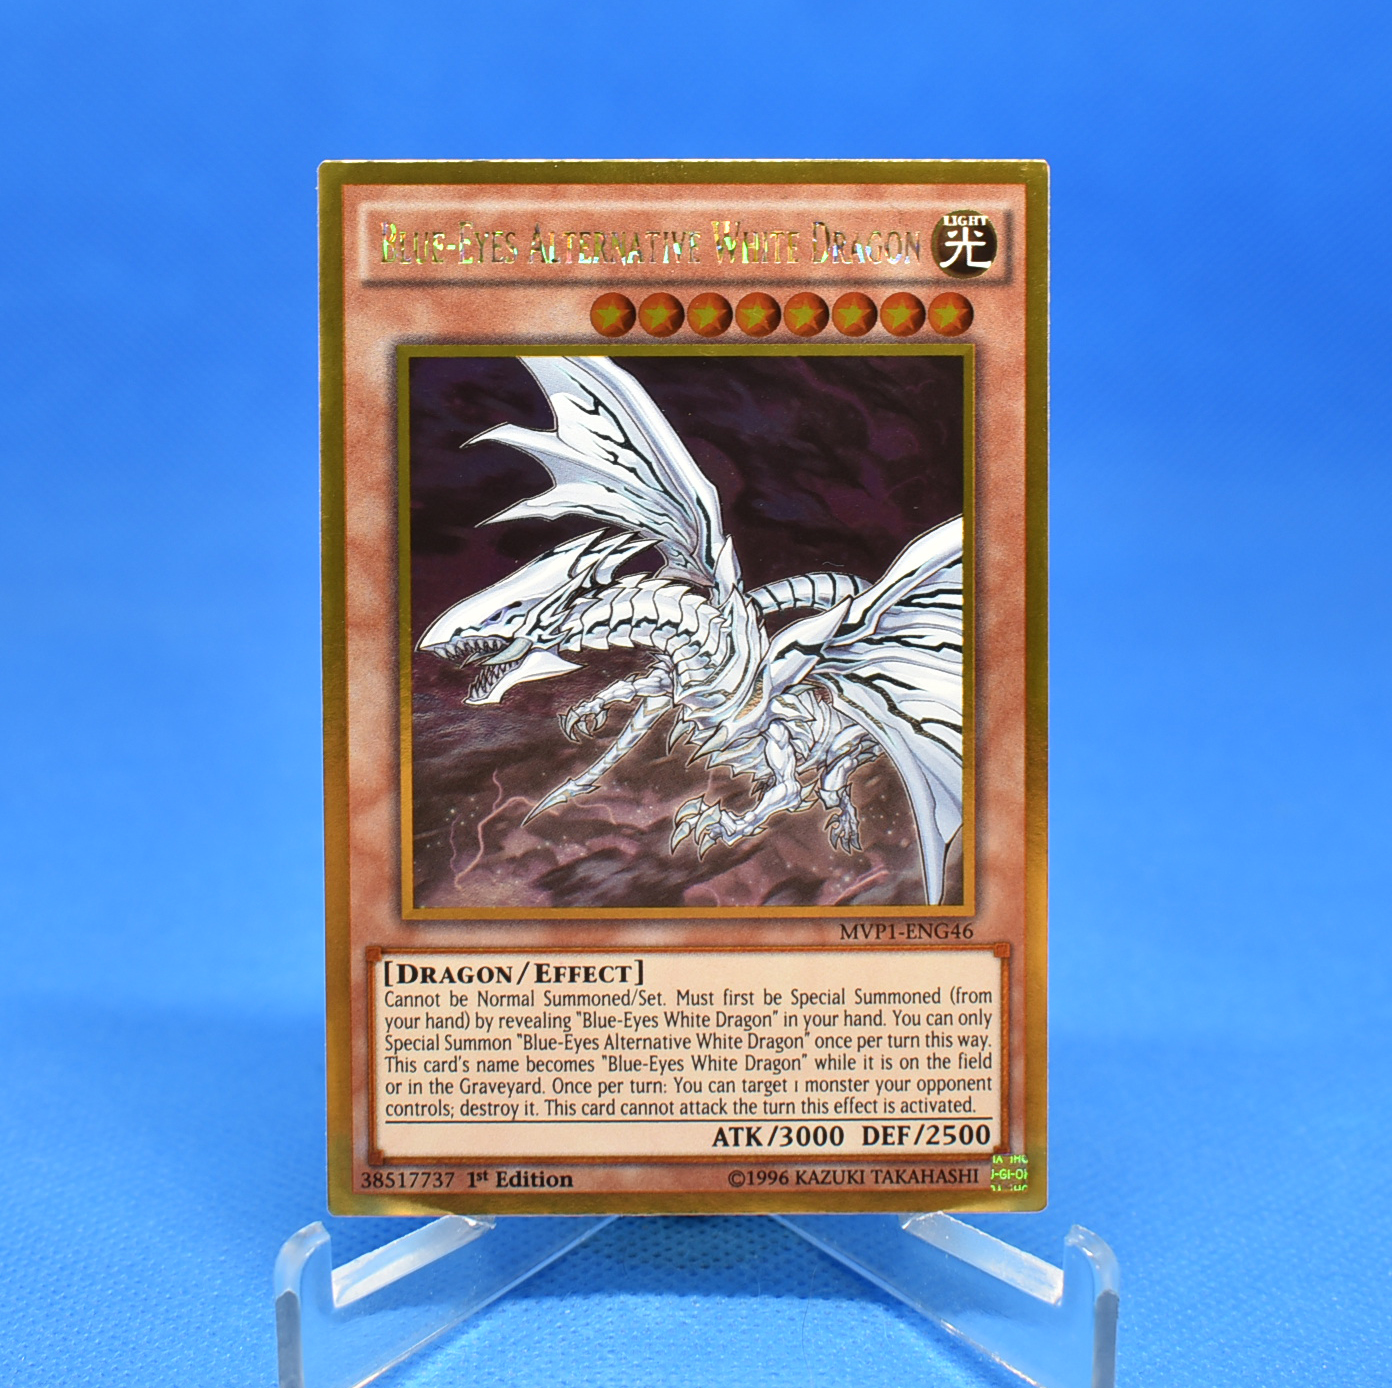 BLUE-EYES ALTERNATIVE WHITE DRAGON
LIGHT
光
MVP1-ENG46
[DRAGON/EFFECT]
Cannot be Normal Summoned/Set. Must first be Special Summoned (from
your hand) by revealing "Blue-Eyes White Dragon" in your hand. You can only
Special Summon "Blue-Eyes Alternative White Dragon" once per turn this way.
This card's name becomes "Blue-Eyes White Dragon" while it is on the field
or in the Graveyard. Once per turn: You can target 1 monster your opponent
controls; destroy it. This card cannot attack the turn this effect is activated.
ATK/3000 DEF/2500
38517737 1st Edition
©1996 KAZUKI TAKAHASHI